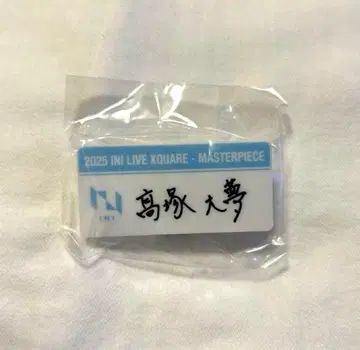 2025 INI LIVE XQUARE - MASTERPIECE
INI
髙塚 大夢